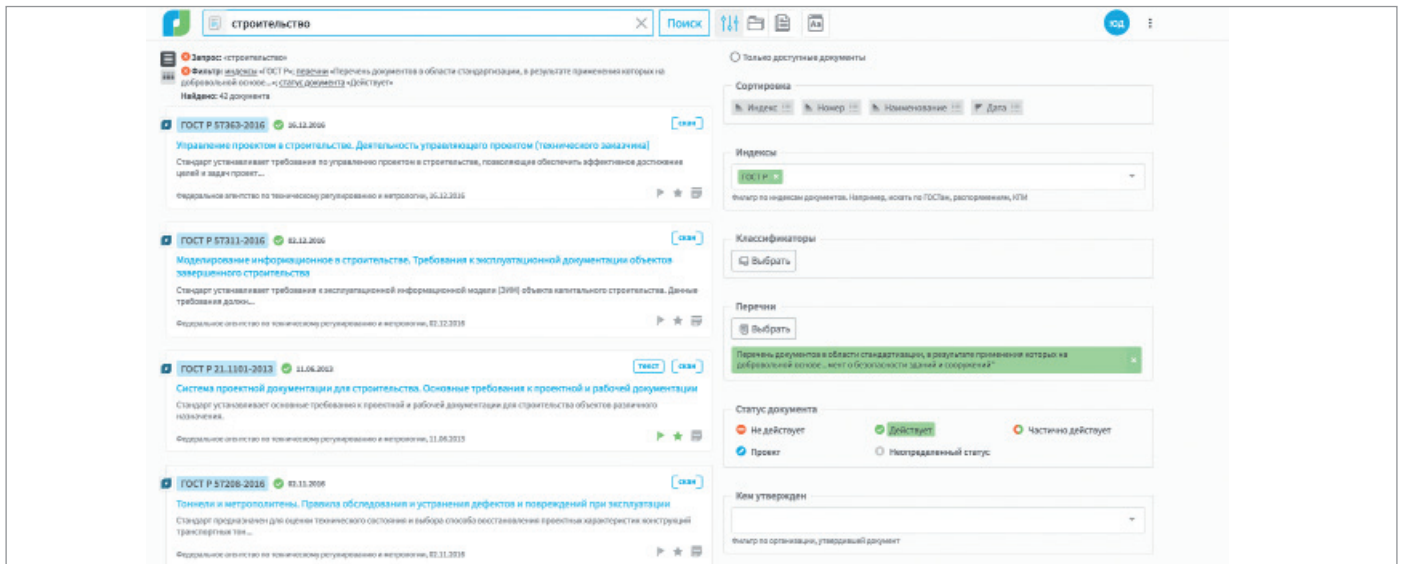 строительство
Поиск
Aa
юд
Запрос: «строительство»
Фильтр: индексы «ГОСТ Р»; перечни «Перечень документов в области стандартизации, в результате применения которых на
добровольной основе...»; статус документа «Действует»
Найдено: 42 документа
ГОСТ Р 57363-2016 16.12.2016 скан
Управление проектом в строительстве. Деятельность управляющего проектом (технического заказчика)
Стандарт устанавливает требования по управлению проектом в строительстве, позволяющие обеспечить эффективное достижение
целей и задач проект...
Федеральное агентство по техническому регулированию и метрологии, 16.12.2016
ГОСТ Р 57311-2016 02.12.2016 скан
Моделирование информационное в строительстве. Требования к эксплуатационной документации объектов
завершенного строительства
Стандарт устанавливает требования к эксплуатационной информационной модели (ЭИМ) объекта капитального строительства. Данные
требования должн...
Федеральное агентство по техническому регулированию и метрологии, 02.12.2016
ГОСТ Р 21.1101-2013 11.06.2013 текст скан
Система проектной документации для строительства. Основные требования к проектной и рабочей документации
Стандарт устанавливает основные требования к проектной и рабочей документации для строительства объектов различного
назначения.
Федеральное агентство по техническому регулированию и метрологии, 11.06.2013
ГОСТ Р 57208-2016 02.11.2016 скан
Тоннели и метрополитены. Правила обследования и устранения дефектов и повреждений при эксплуатации
Стандарт предназначен для оценки технического состояния и выбора способа восстановления проектных характеристик конструкций
транспортных тон...
Федеральное агентство по техническому регулированию и метрологии, 02.11.2016
Только доступные документы
Сортировка
Индекс Номер Наименование Дата
Индексы
ГОСТ Р ×
Фильтр по индексам документов. Например, искать по ГОСТам, распоряжениям, КПИ
Классификаторы
Выбрать
Перечни
Выбрать
Перечень документов в области стандартизации, в результате применения которых на
добровольной основе...мент о безопасности зданий и сооружений"
Статус документа
Не действует Действует Частично действует
Проект Неопределенный статус
Кем утвержден
Фильтр по организации, утвердившей документ